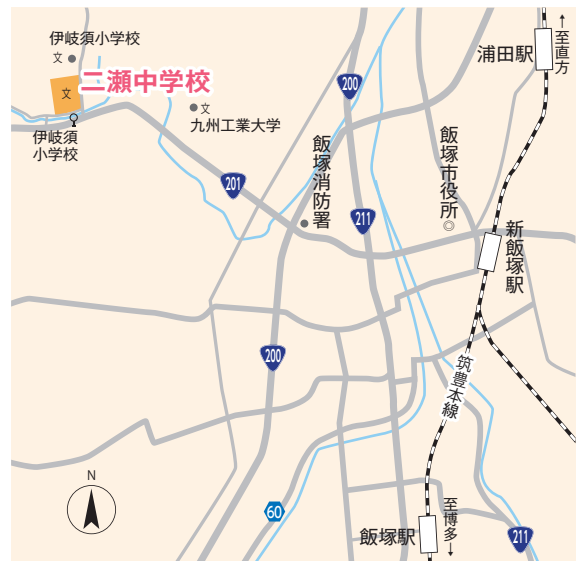 伊岐須小学校
文
文
二瀬中学校
伊岐須
小学校
文
九州工業大学
200
浦田駅
←至直方
飯塚消防署
飯塚市役所
201
211
新飯塚駅
200
筑豊本線
N
60
飯塚駅
至博多→
211